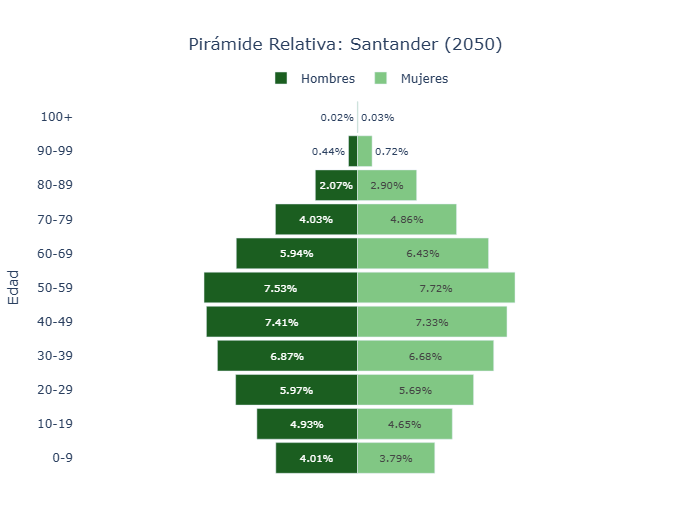 Pirámide Relativa: Santander (2050)
Hombres Mujeres
100+ 0.02% 0.03%
90-99 0.44% 0.72%
80-89 2.07% 2.90%
70-79 4.03% 4.86%
60-69 5.94% 6.43%
50-59 7.53% 7.72%
40-49 7.41% 7.33%
30-39 6.87% 6.68%
20-29 5.97% 5.69%
10-19 4.93% 4.65%
0-9 4.01% 3.79%
Edad